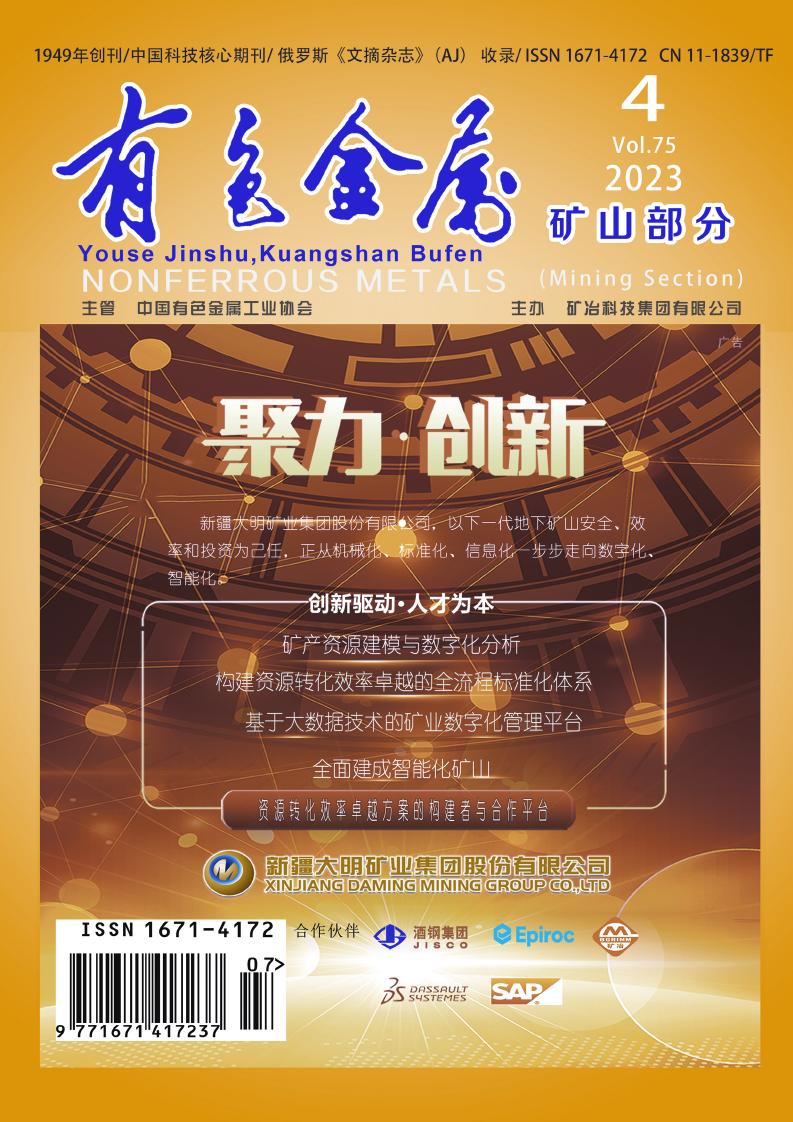 1949年创刊/中国科技核心期刊/ 俄罗斯《文摘杂志》（AJ） 收录/ ISSN 1671-4172 CN 11-1839/TF
有色金属
4
Vol.75
2023
矿山部分
Youse Jinshu,Kuangshan Bufen
NONFERROUS METALS (Mining Section)
主管 中国有色金属工业协会 主办 矿冶科技集团有限公司
广告
聚力·创新
新疆大明矿业集团股份有限公司，以下一代地下矿山安全、效
率和投资为己任，正从机械化、标准化、信息化一步步走向数字化、
智能化。
创新驱动·人才为本
矿产资源建模与数字化分析
构建资源转化效率卓越的全流程标准化体系
基于大数据技术的矿业数字化管理平台
全面建成智能化矿山
资源转化效率卓越方案的构建者与合作平台
新疆大明矿业集团股份有限公司
XINJIANG DAMING MINING GROUP CO.,LTD
ISSN 1671-4172
07>
9 771671 417237
合作伙伴
酒钢集团
JISCO
Epiroc
BGRIMM
矿冶
DASSAULT
SYSTEMES
SAP